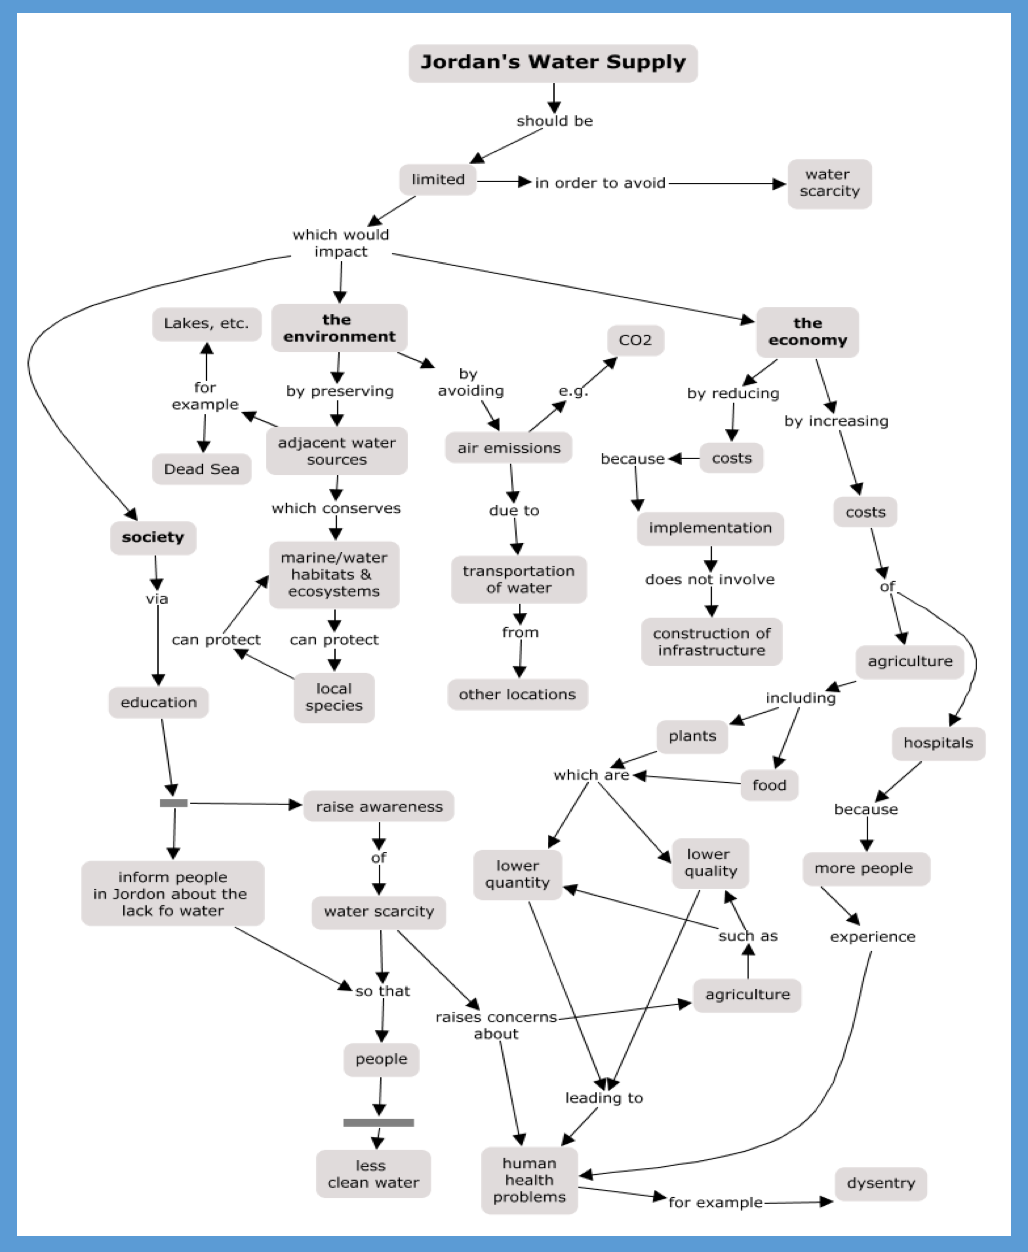 Jordan's Water Supply
should be
limited
in order to avoid
water
scarcity
which would
impact
Lakes, etc.
the
environment
CO2
the
economy
for
example
by preserving
by
avoiding
e.g.
by reducing
by increasing
adjacent water
sources
air emissions
because
costs
Dead Sea
which conserves
due to
implementation
costs
society
marine/water
habitats &
ecosystems
transportation
of water
does not involve
of
via
can protect
can protect
from
construction of
infrastructure
agriculture
education
local
species
other locations
including
plants
hospitals
which are
food
raise awareness
because
of
lower
quantity
lower
quality
more people
inform people
in Jordon about the
lack fo water
water scarcity
such as
experience
so that
raises concerns
about
agriculture
people
leading to
less
clean water
human
health
problems
for example
dysentry